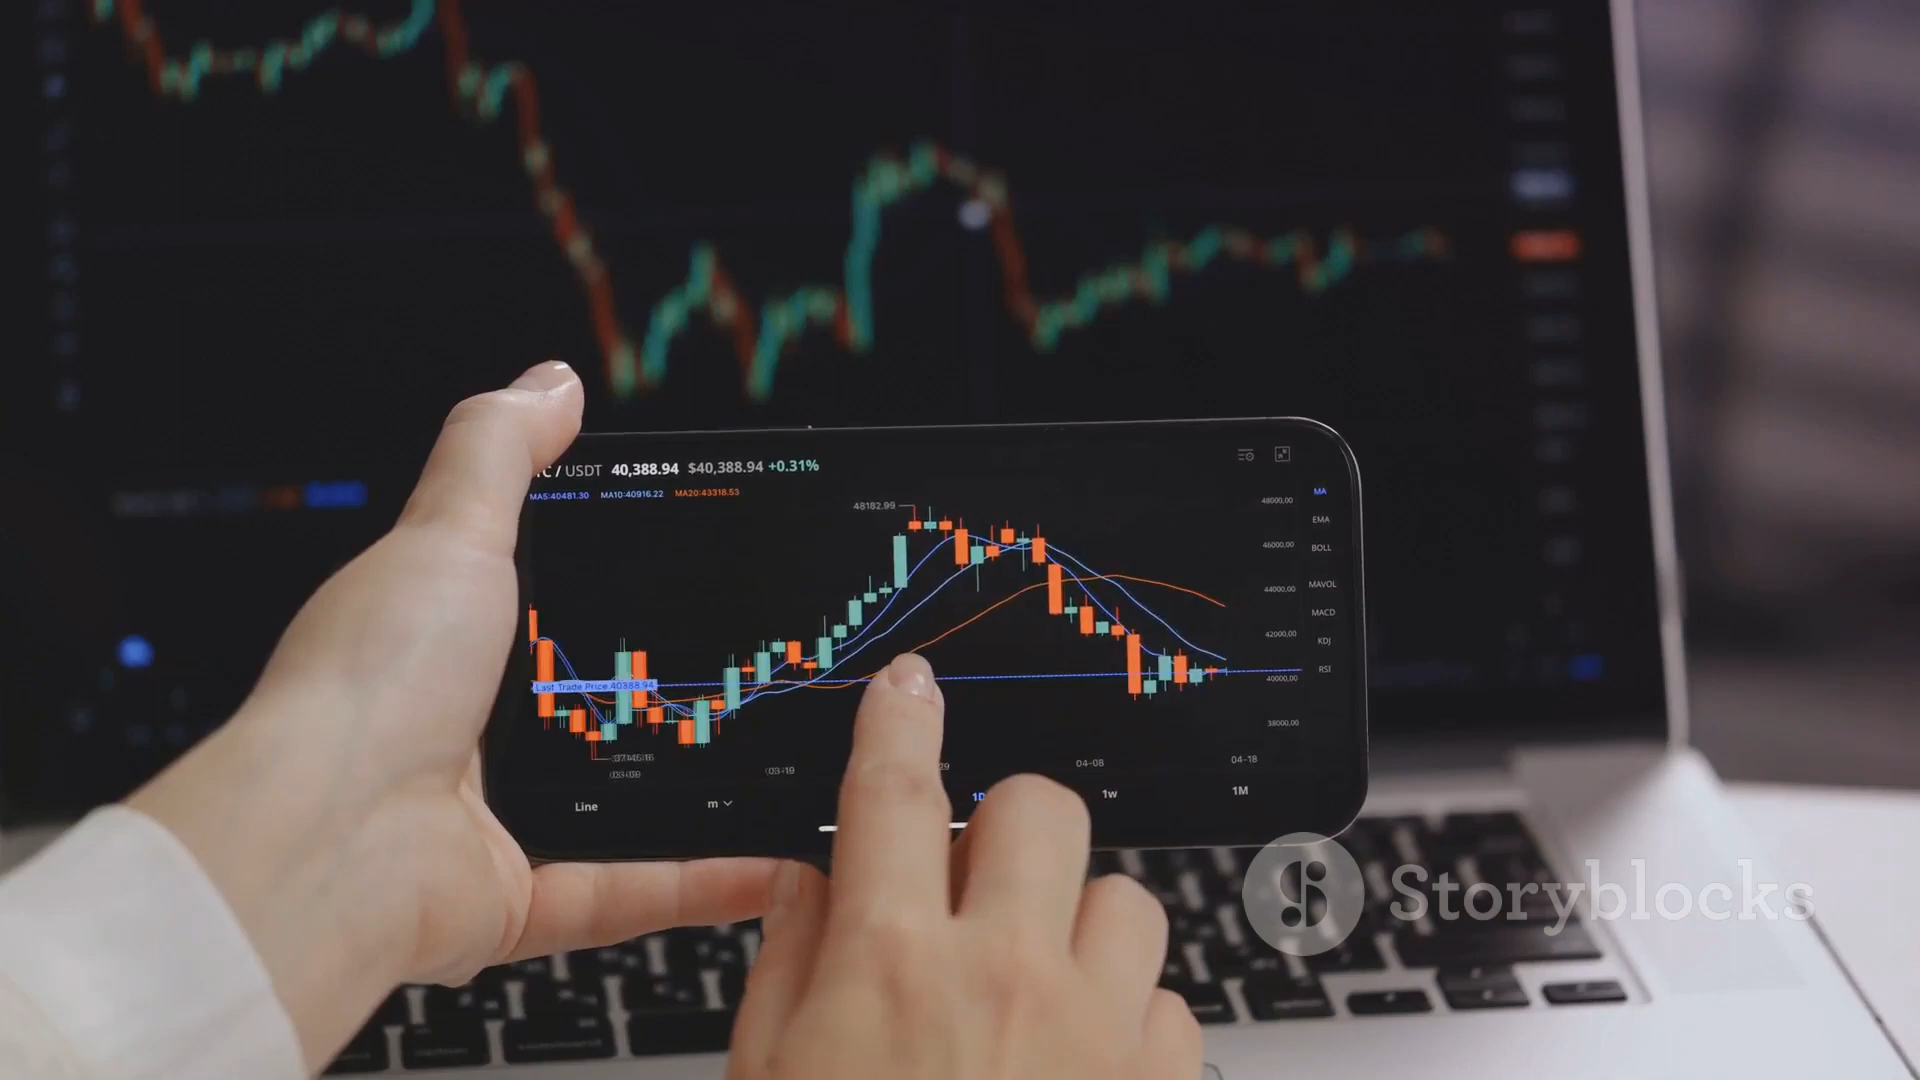 C / USDT 40,388.94 $40,388.94 +0.31%
MA5:40481.30 MA10:40916.22 MA20:43318.53
MA
EMA
BOLL
MAVOL
MACD
KDJ
RSI
48182.99
48000,00
46000,00
44000,00
42000,00
40000,00
38000,00
Last Trade Price 40388.94
04-08
04-18
Line
m
1D
1w
1M
Storyblocks